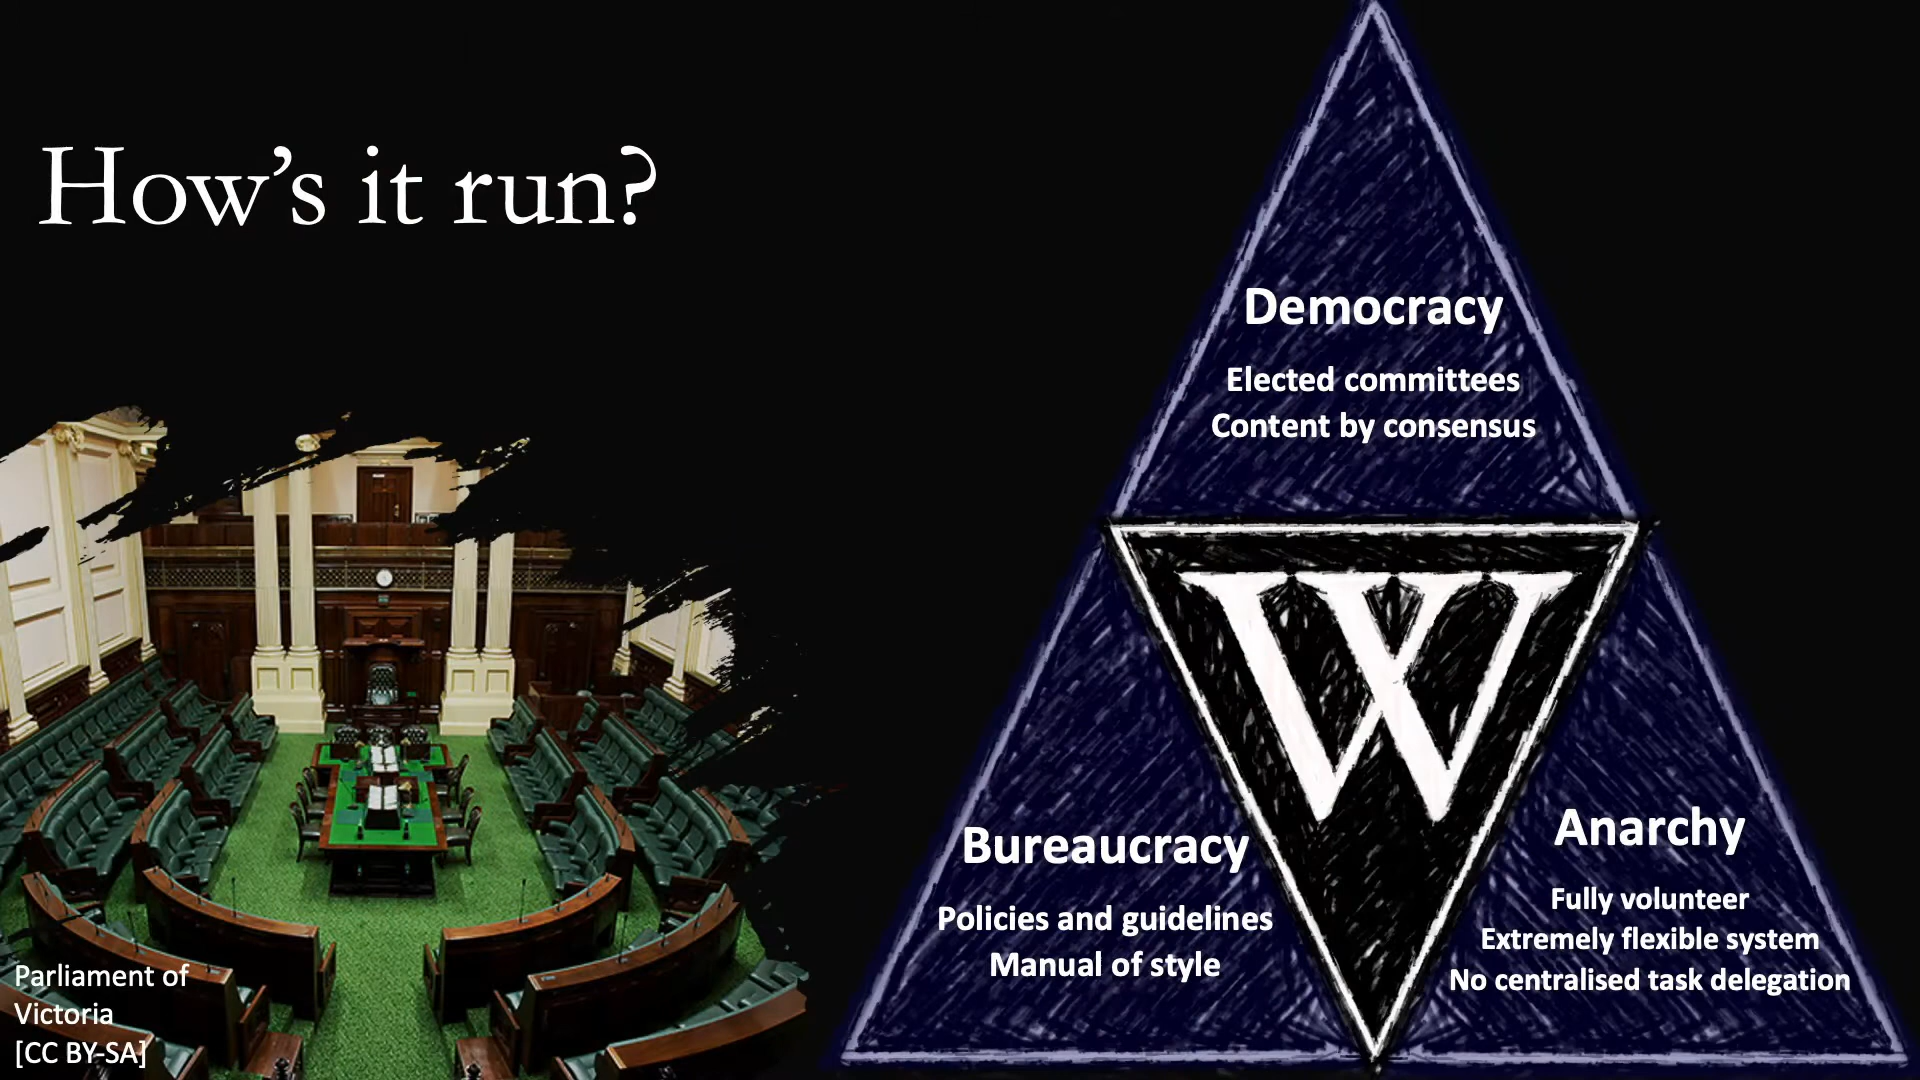 How’s it run?
Democracy
Elected committees
Content by consensus
W
Bureaucracy
Policies and guidelines
Manual of style
Anarchy
Fully volunteer
Extremely flexible system
No centralised task delegation
Parliament of
Victoria
[CC BY-SA]